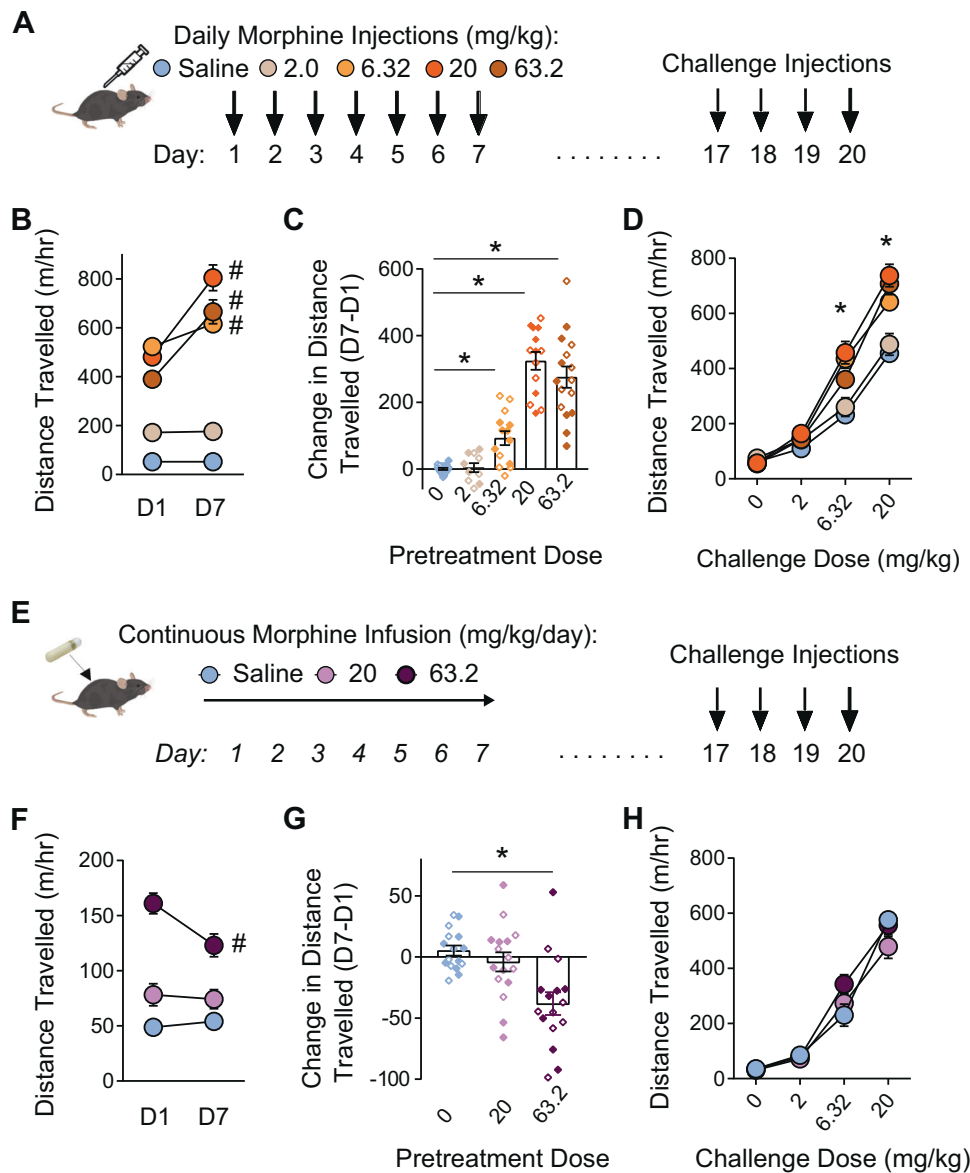 A
Daily Morphine Injections (mg/kg):
Saline 2.0 6.32 20 63.2
Challenge Injections
Day: 1 2 3 4 5 6 7 . . . . . . . . 17 18 19 20
B
Distance Travelled (m/hr)
800
600
400
200
0
#
#
#
D1 D7
C
Change in Distance
Travelled (D7-D1)
600
400
200
0
*
*
*
0 2 6.32 20 63.2
Pretreatment Dose
D
Distance Travelled (m/hr)
800
600
400
200
0
*
*
0 2 6.32 20
Challenge Dose (mg/kg)
E
Continuous Morphine Infusion (mg/kg/day):
Saline 20 63.2
Challenge Injections
Day: 1 2 3 4 5 6 7 . . . . . . . . 17 18 19 20
F
Distance Travelled (m/hr)
200
150
100
50
0
#
D1 D7
G
Change in Distance
Travelled (D7-D1)
50
0
-50
-100
*
0 20 63.2
Pretreatment Dose
H
Distance Travelled (m/hr)
800
600
400
200
0
0 2 6.32 20
Challenge Dose (mg/kg)